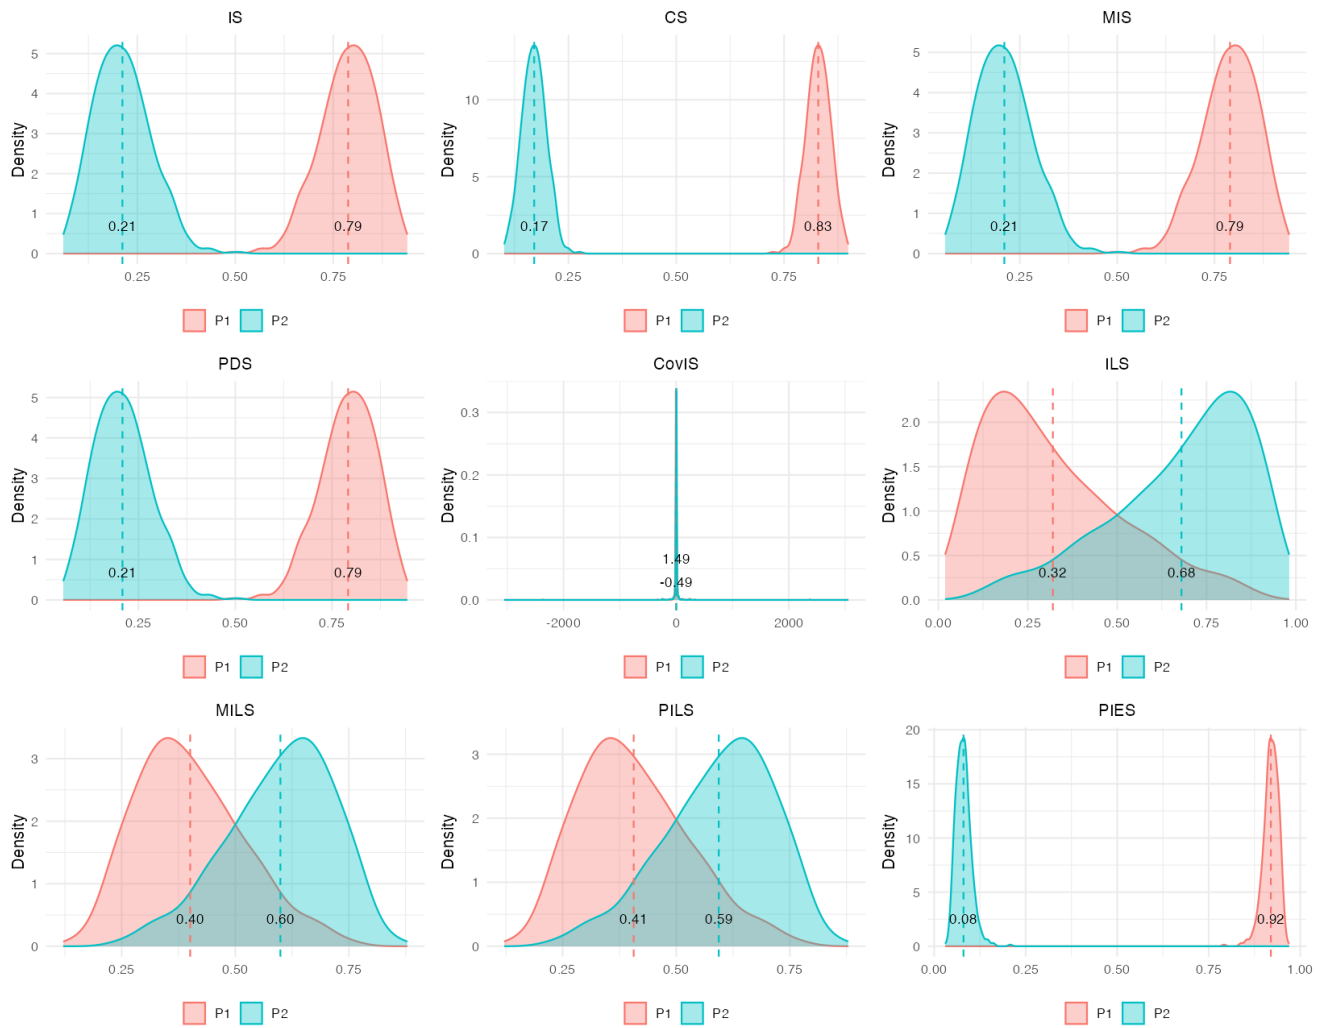 IS
Density
5
4
3
2
1
0
0.21
0.79
0.25
0.50
0.75
P1
P2
CS
Density
10
5
0
0.17
0.83
0.25
0.50
0.75
P1
P2
MIS
Density
5
4
3
2
1
0
0.21
0.79
0.25
0.50
0.75
P1
P2
PDS
Density
5
4
3
2
1
0
0.21
0.79
0.25
0.50
0.75
P1
P2
CovIS
Density
0.3
0.2
0.1
0.0
1.49
-0.49
-2000
0
2000
P1
P2
ILS
Density
2.0
1.5
1.0
0.5
0.0
0.32
0.68
0.00
0.25
0.50
0.75
1.00
P1
P2
MILS
Density
3
2
1
0
0.40
0.60
0.25
0.50
0.75
P1
P2
PILS
Density
3
2
1
0
0.41
0.59
0.25
0.50
0.75
P1
P2
PIES
Density
20
15
10
5
0
0.08
0.92
0.00
0.25
0.50
0.75
1.00
P1
P2